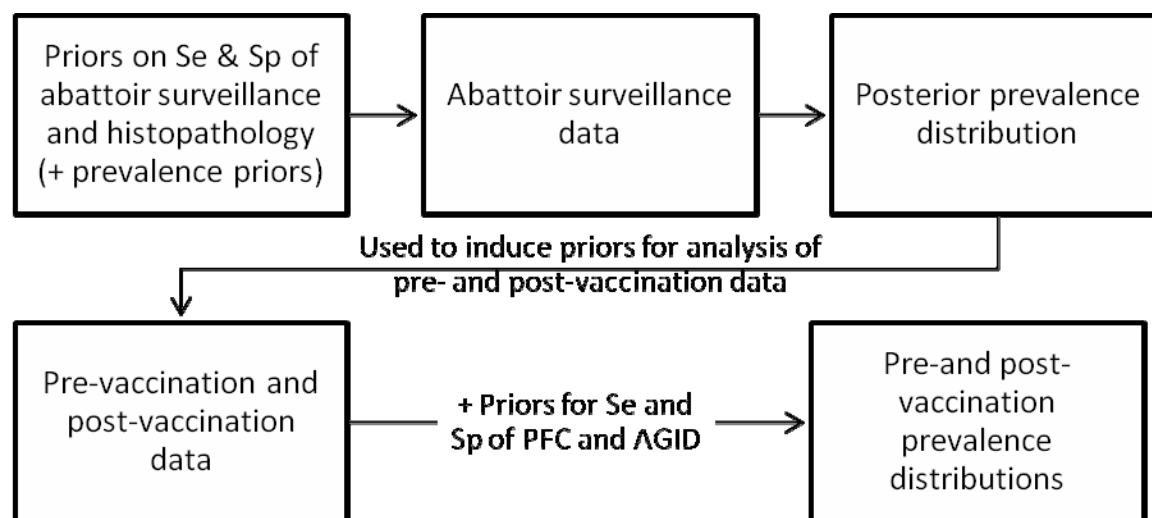 Priors on Se & Sp of
abattoir surveillance
and histopathology
(+ prevalence priors)
Abattoir surveillance
data
Posterior prevalence
distribution
Used to induce priors for analysis of
pre- and post-vaccination data
Pre-vaccination and
post-vaccination
data
+ Priors for Se and
Sp of PFC and AGID
Pre-and post-
vaccination
prevalence
distributions